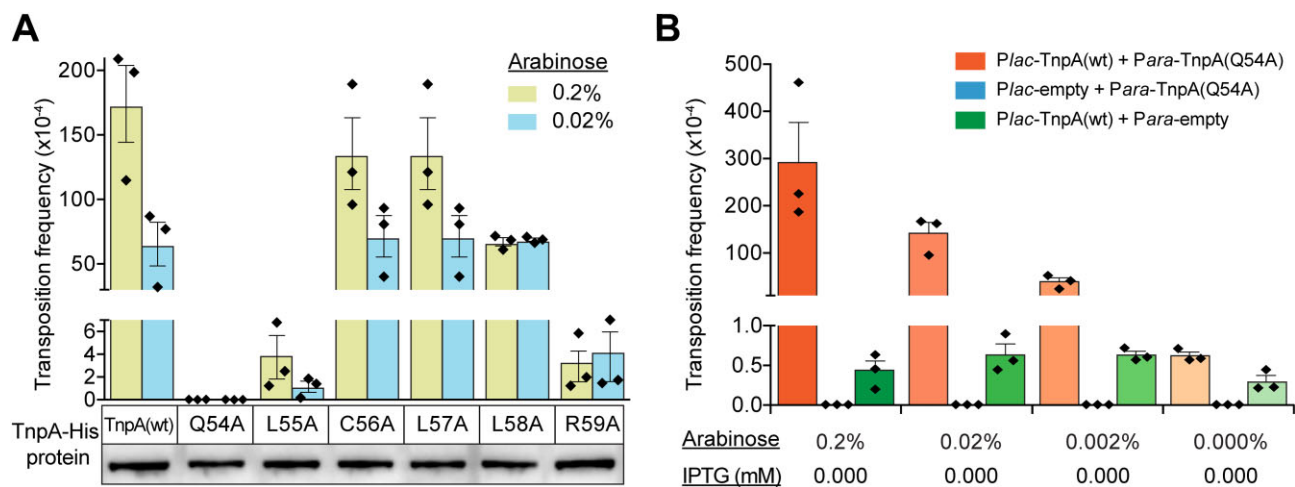 A
Transposition frequency (x10-4)
200
150
100
50
6
4
2
0
Arabinose
0.2%
0.02%
TnpA-His
protein
TnpA(wt) Q54A L55A C56A L57A L58A R59A
B
Transposition frequency (x10-4)
500
400
300
200
100
1.0
0.5
0.0
Plac-TnpA(wt) + Para-TnpA(Q54A)
Plac-empty + Para-TnpA(Q54A)
Plac-TnpA(wt) + Para-empty
Arabinose 0.2% 0.02% 0.002% 0.000%
IPTG (mM) 0.000 0.000 0.000 0.000